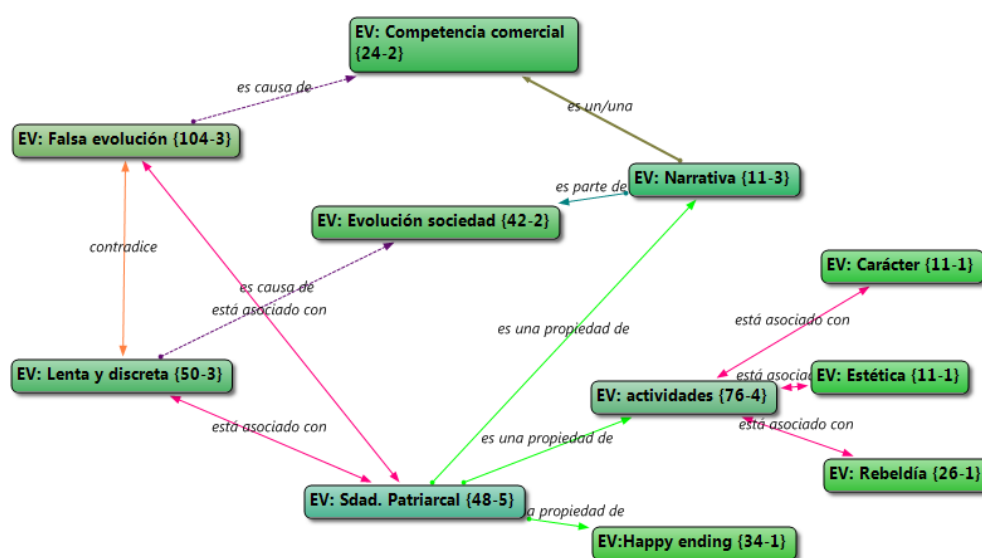 EV: Competencia comercial
{24-2}
es causa de
es un/una
EV: Falsa evolución {104-3}
EV: Narrativa {11-3}
es parte de
EV: Evolución sociedad {42-2}
contradice
EV: Carácter {11-1}
es causa de
está asociado con
es una propiedad de
está asociado con
EV: Lenta y discreta {50-3}
está asociado
EV: Estética {11-1}
EV: actividades {76-4}
está asociado con
es una propiedad de
está asociado con
EV: Rebeldía {26-1}
EV: Sdad. Patriarcal {48-5}
a propiedad de
EV:Happy ending {34-1}